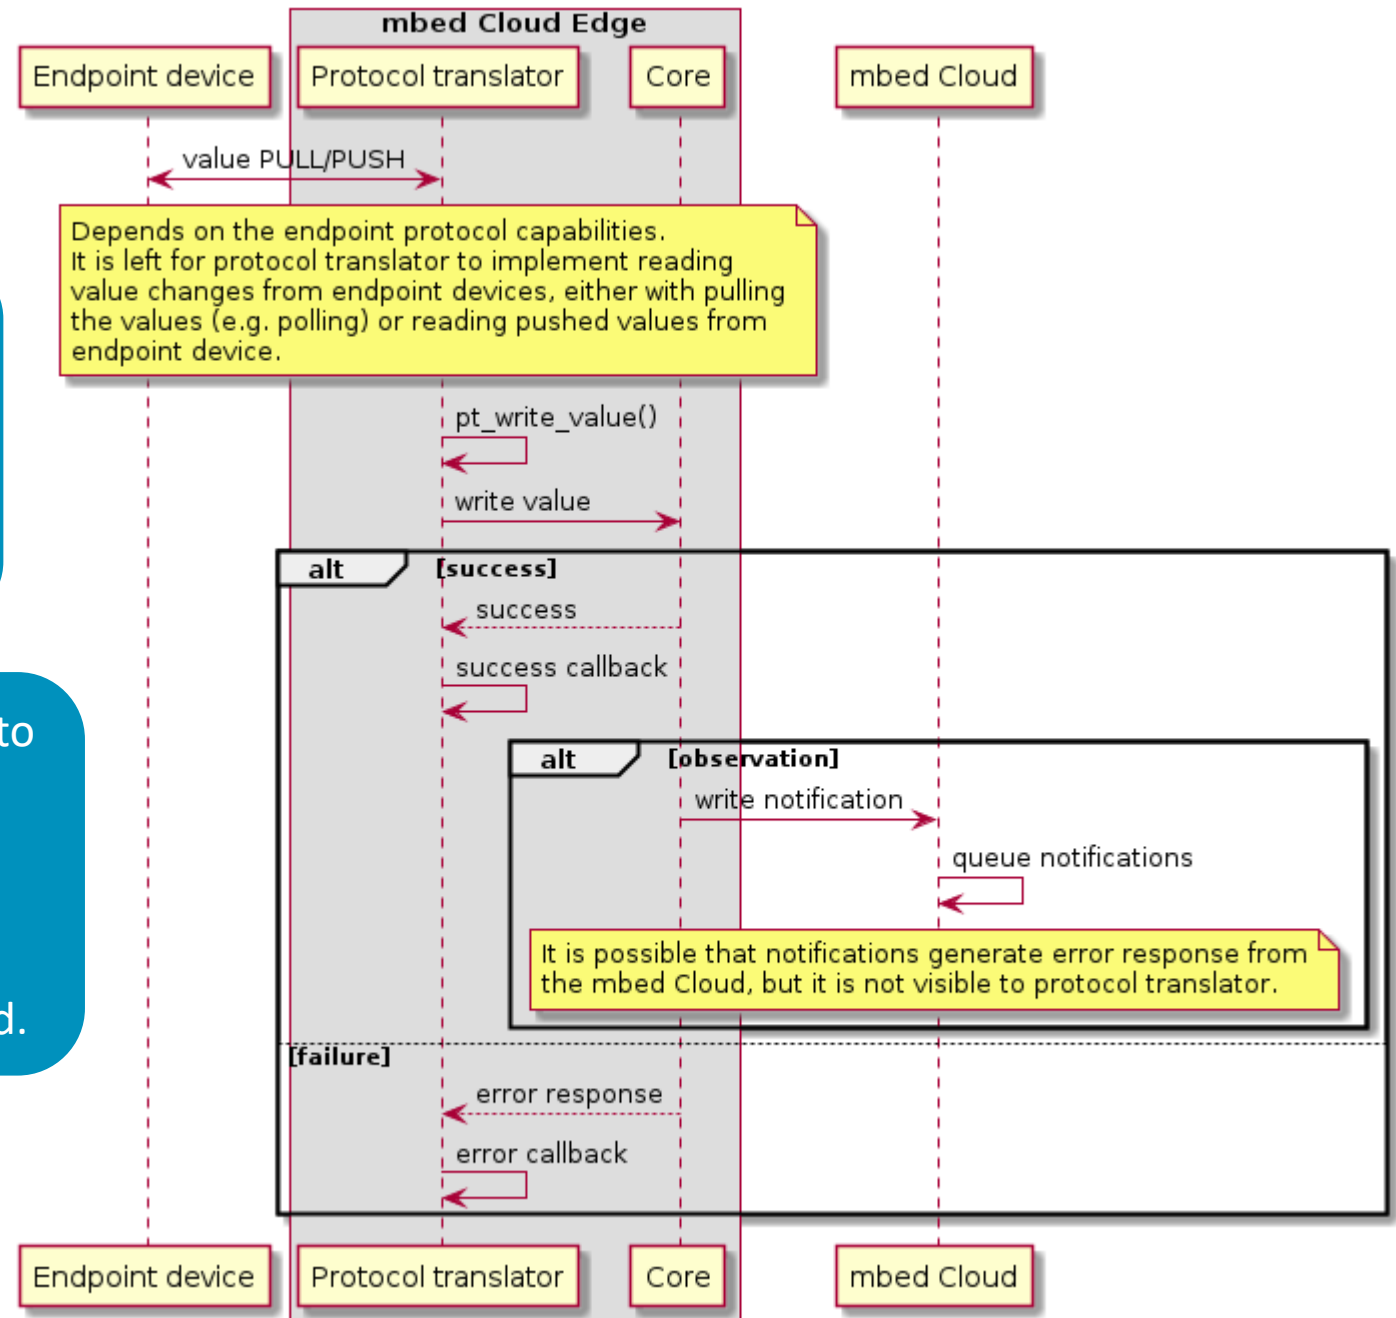 mbed Cloud Edge
Endpoint device
Protocol translator
Core
mbed Cloud
value PULL/PUSH
Depends on the endpoint protocol capabilities.
It is left for protocol translator to implement reading
value changes from endpoint devices, either with pulling
the values (e.g. polling) or reading pushed values from
endpoint device.
pt_write_value()
write value
alt [success]
success
success callback
to
alt [observation]
write notification
queue notifications
It is possible that notifications generate error response from
the mbed Cloud, but it is not visible to protocol translator.
d.
[failure]
error response
error callback
Endpoint device
Protocol translator
Core
mbed Cloud